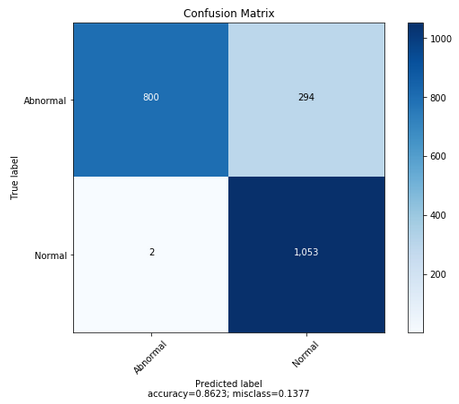 Confusion Matrix
Abnormal
800
294
Normal
2
1,053
Abnormal
Normal
True label
Predicted label
accuracy=0.8623; misclass=0.1377
1000
800
600
400
200